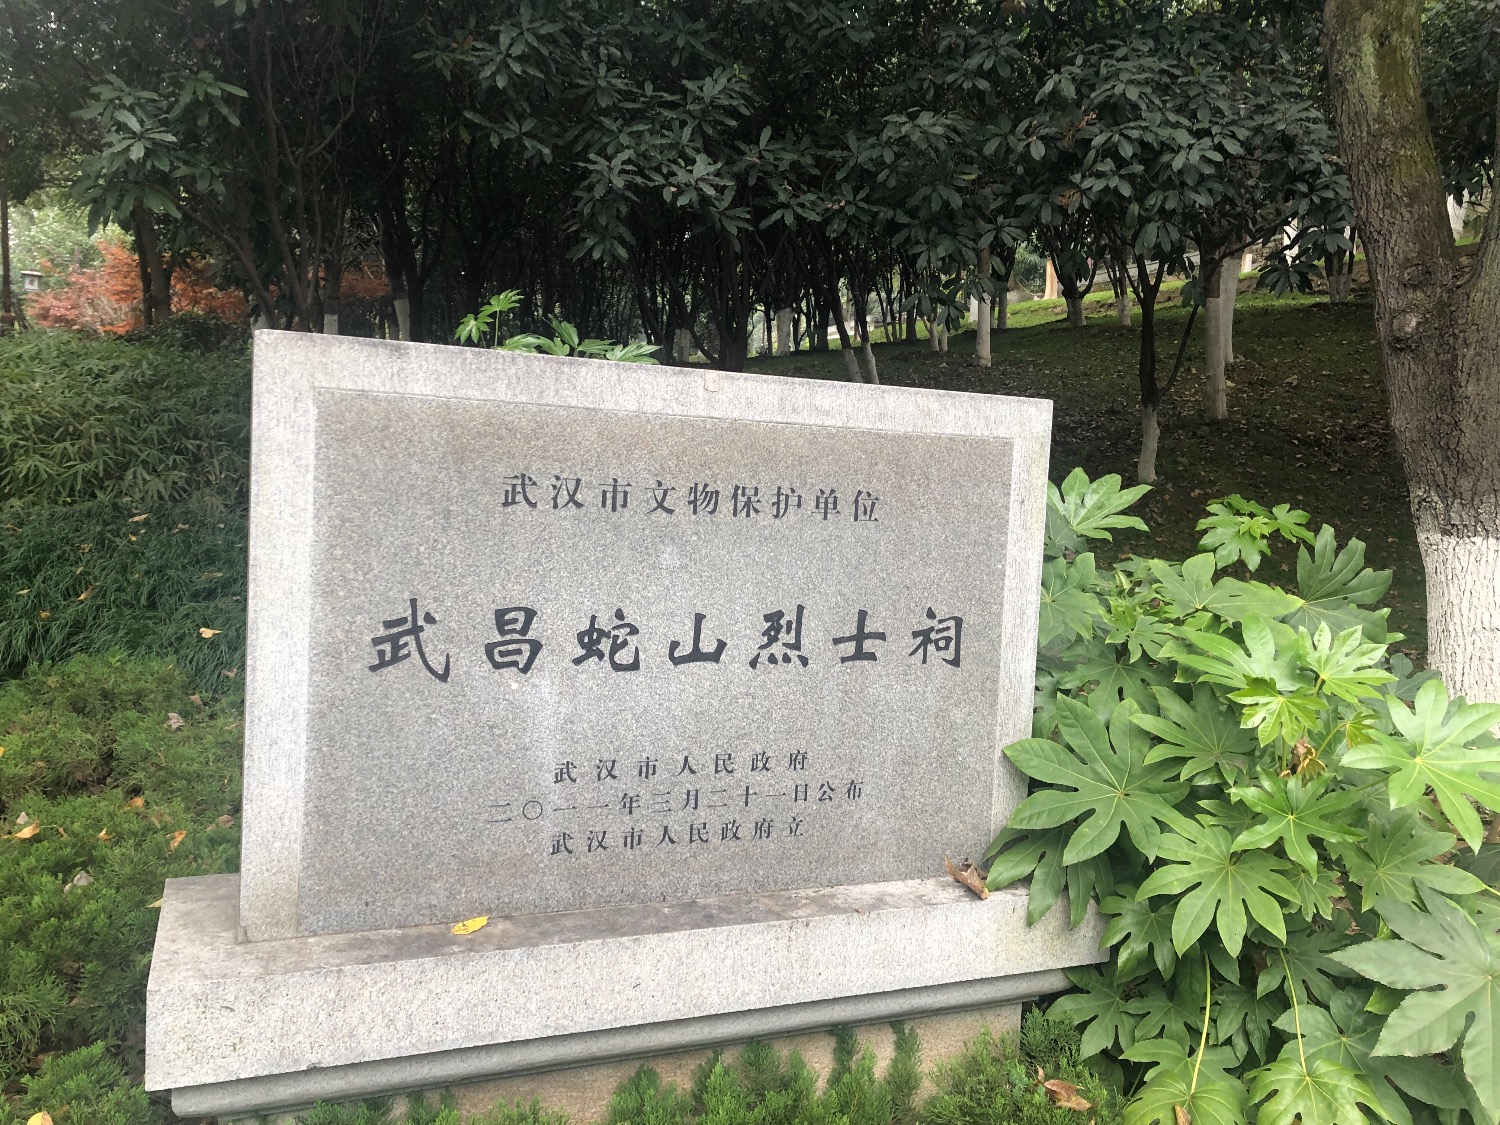 武汉市文物保护单位
武昌蛇山烈士祠
武汉市人民政府
二〇一一年三月二十一日公布
武汉市人民政府立